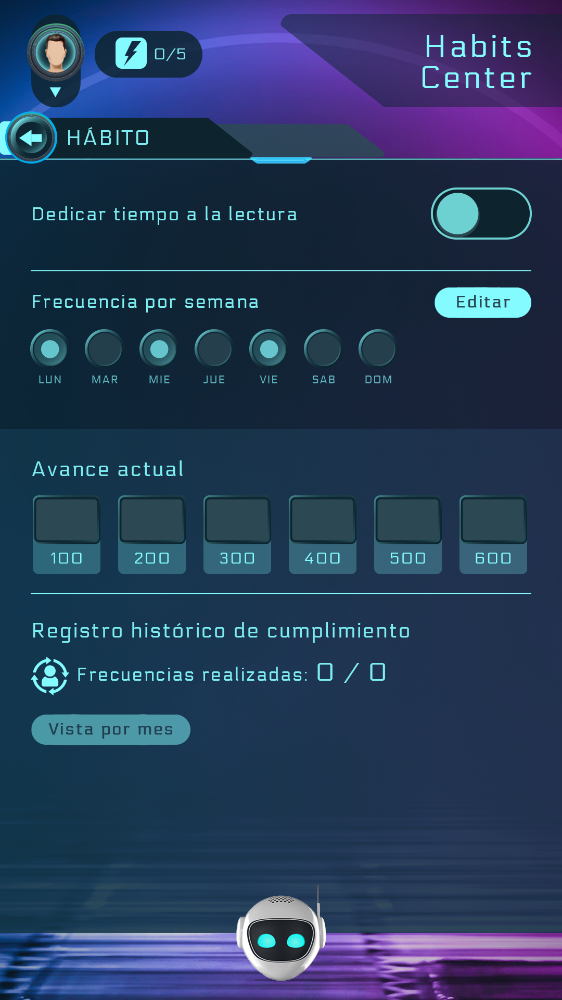 0/5
Habits
Center
HÁBITO
Dedicar tiempo a la lectura
Frecuencia por semana
Editar
LUN MAR MIE JUE VIE SAB DOM
Avance actual
100 200 300 400 500 600
Registro histórico de cumplimiento
Frecuencias realizadas: 0 / 0
Vista por mes